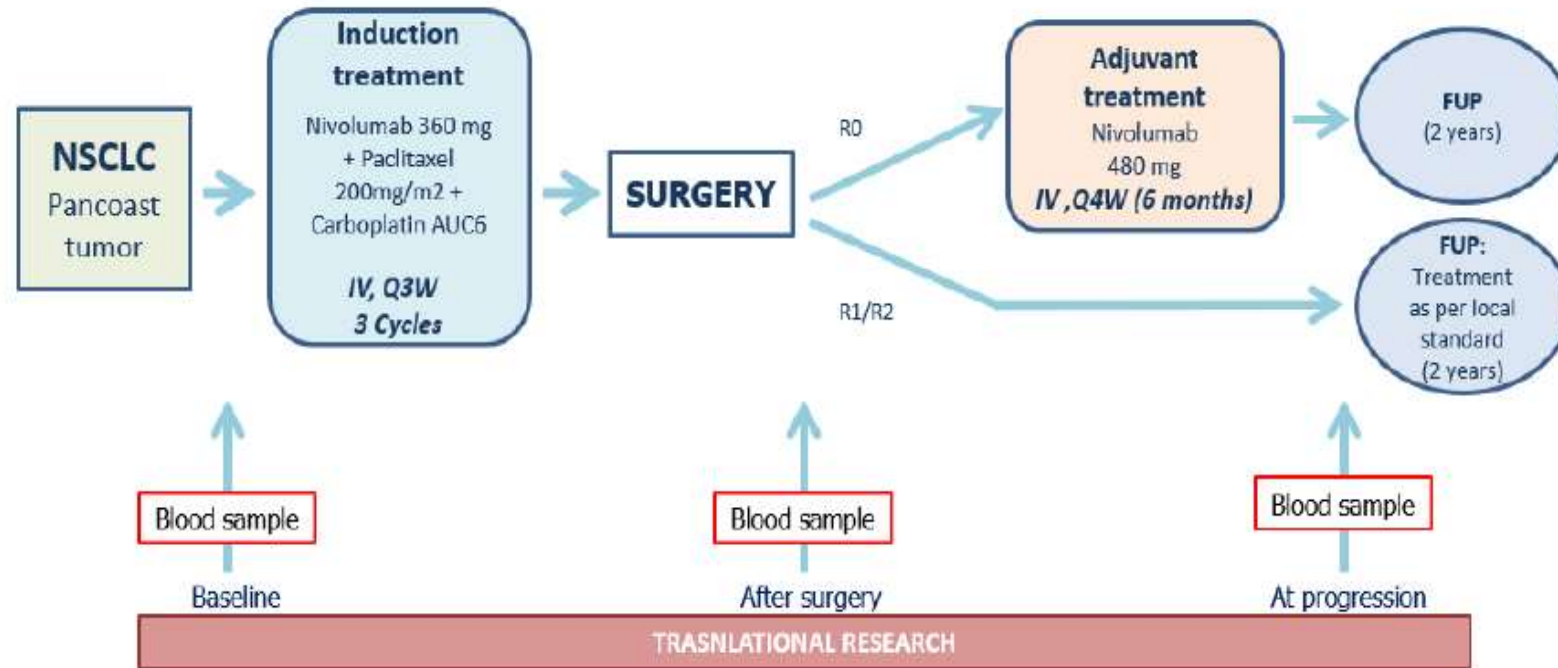 NSCLC
Pancoast
tumor
Induction
treatment
Nivolumab 360 mg
+ Paclitaxel
200mg/m2 +
Carboplatin AUC6
IV, Q3W
3 Cycles
SURGERY
R0
R1/R2
Adjuvant
treatment
Nivolumab
480 mg
IV ,Q4W (6 months)
FUP
(2 years)
FUP:
Treatment
as per local
standard
(2 years)
Blood sample
Blood sample
Blood sample
Baseline
After surgery
At progression
TRASNLATIONAL RESEARCH